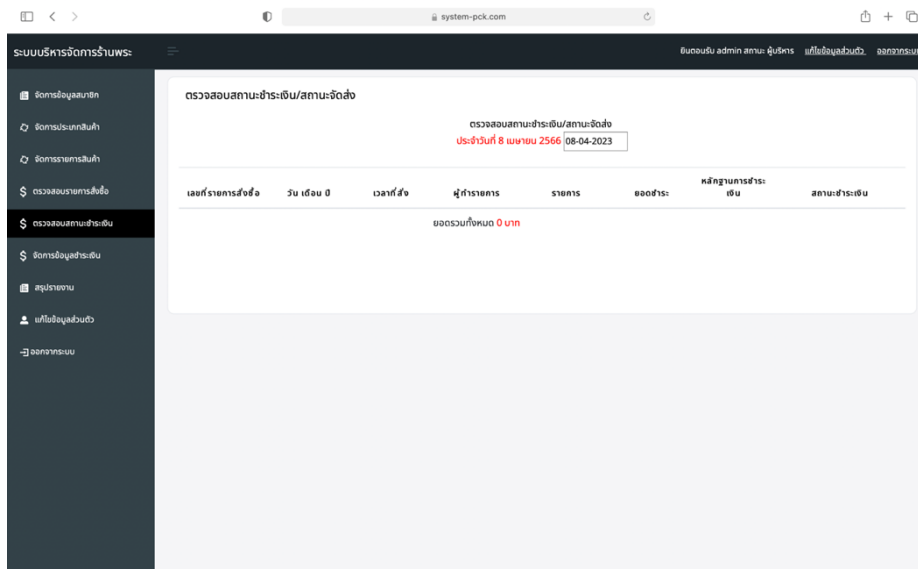 system-pck.com
ระบบบริหารจัดการร้านพระ
ยินตอนรับ admin สถานะ ผู้บริหาร แก้ไขข้อมูลส่วนตัว ออกจากระบบ
จัดการข้อมูลสมาชิก
จัดการประเภทสินค้า
จัดการรายการสินค้า
ตรวจสอบรายการสั่งซื้อ
ตรวจสอบสถานะชำระเงิน
จัดการข้อมูลชำระเงิน
สรุปรายงาน
แก้ไขข้อมูลส่วนตัว
ออกจากระบบ
ตรวจสอบสถานะชำระเงิน/สถานะจัดส่ง
ตรวจสอบสถานะชำระเงิน/สถานะจัดส่ง
ประจำวันที่ 8 เมษายน 2566 08-04-2023
เลขที่รายการสั่งซื้อ วัน เดือน ปี เวลาที่สั่ง ผู้ทำรายการ รายการ ยอดชำระ หลักฐานการชำระ
เงิน สถานะชำระเงิน
ยอดรวมทั้งหมด 0 บาท